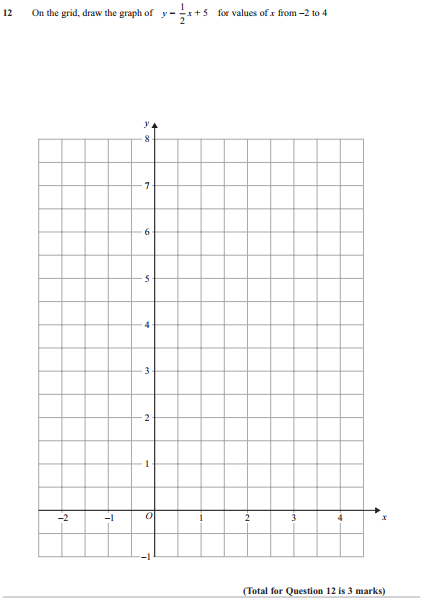 12 On the grid, draw the graph of y = \frac{1}{2}x + 5 for values of x from –2 to 4
y
8
7
6
5
4
3
2
1
–2 –1 O 1 2 3 4 x
–1
(Total for Question 12 is 3 marks)